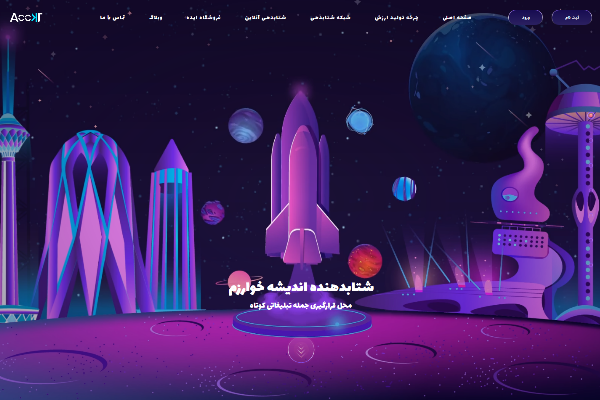 ثبت نام
ورود
صفحه اصلی
چرخه تولید ارزش
شبکه شتابدهی
شتابدهی آنلاین
فروشگاه ایده
وبلاگ
تماس با ما
شتابدهنده اندیشه خوارزم
محل قرارگیری جمله تبلیغاتی کوتاه